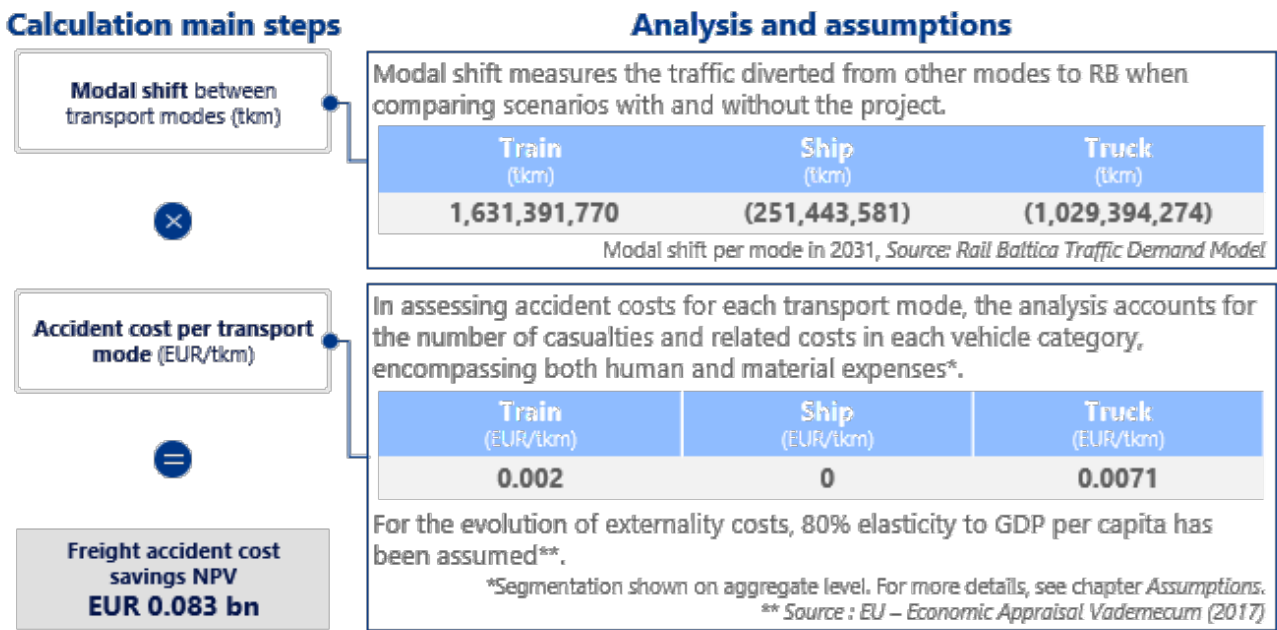 Calculation main steps
Analysis and assumptions
Modal shift between
transport modes (tkm)
Modal shift measures the traffic diverted from other modes to RB when
comparing scenarios with and without the project.
Train
(tkm)
Ship
(tkm)
Truck
(tkm)
1,631,391,770
(251,443,581)
(1,029,394,274)
Modal shift per mode in 2031, Source: Rail Baltica Traffic Demand Model
×
Accident cost per transport
mode (EUR/tkm)
In assessing accident costs for each transport mode, the analysis accounts for
the number of casualties and related costs in each vehicle category,
encompassing both human and material expenses*.
Train
(EUR/tkm)
Ship
(EUR/tkm)
Truck
(EUR/tkm)
0.002
0
0.0071
=
For the evolution of externality costs, 80% elasticity to GDP per capita has
been assumed**.
*Segmentation shown on aggregate level. For more details, see chapter Assumptions.
** Source : EU – Economic Appraisal Vademecum (2017)
Freight accident cost
savings NPV
EUR 0.083 bn